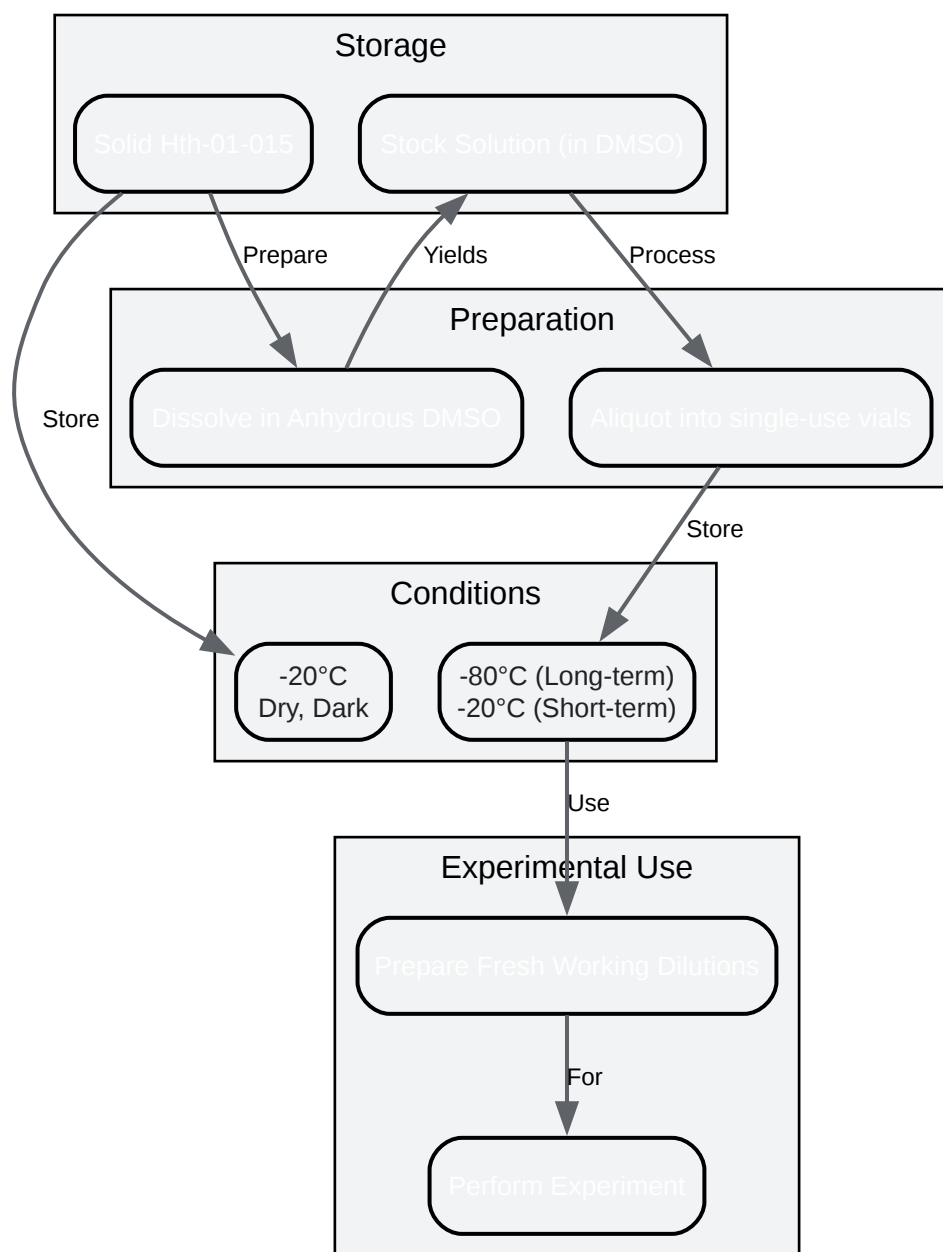 Storage
Solid Hth-01-015
Stock Solution (in DMSO)
Prepare
Yields
Process
Preparation
Dissolve in Anhydrous DMSO
Aliquot into single-use vials
Store
Store
Conditions
-20°C
Dry, Dark
-80°C (Long-term)
-20°C (Short-term)
Use
Experimental Use
Prepare Fresh Working Dilutions
For
Perform Experiment